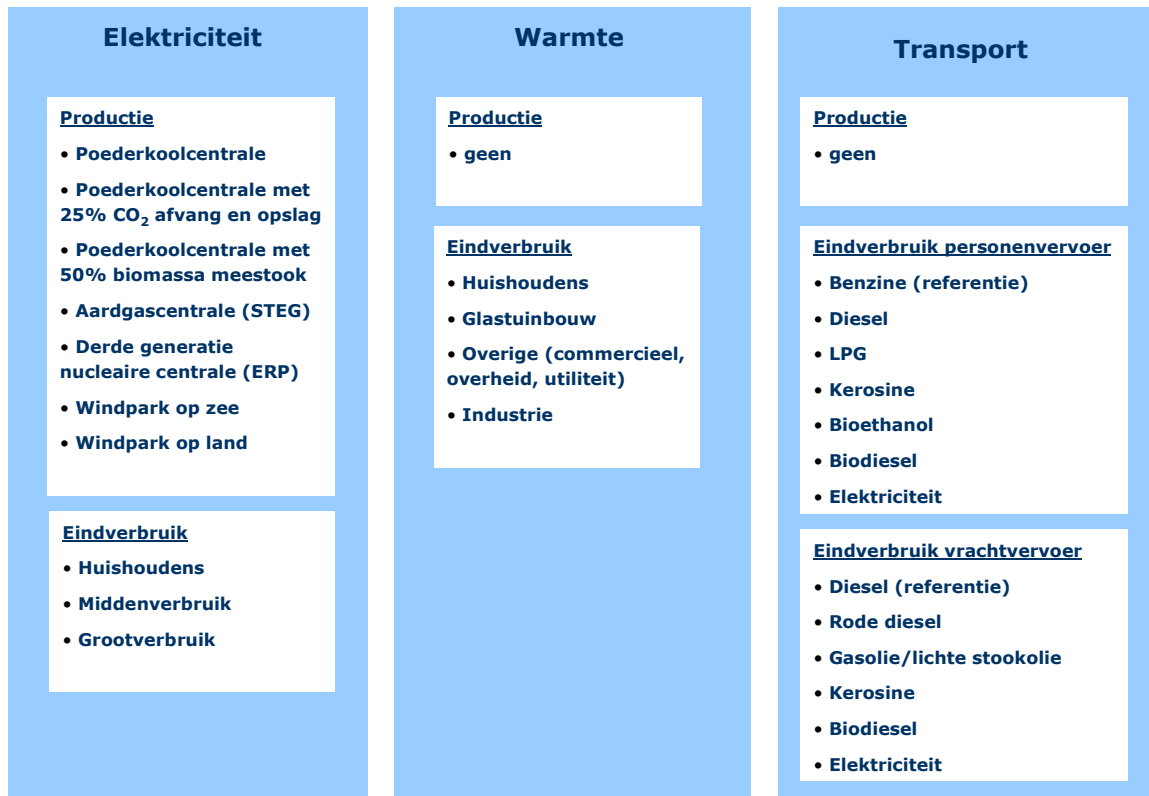 Elektriciteit
Productie
• Poederkoolcentrale
• Poederkoolcentrale met
25% CO₂ afvang en opslag
• Poederkoolcentrale met
50% biomassa meestook
• Aardgascentrale (STEG)
• Derde generatie
nucleaire centrale (ERP)
• Windpark op zee
• Windpark op land
Eindverbruik
• Huishoudens
• Middenverbruik
• Grootverbruik
Warmte
Productie
• geen
Eindverbruik
• Huishoudens
• Glastuinbouw
• Overige (commercieel,
overheid, utiliteit)
• Industrie
Transport
Productie
• geen
Eindverbruik personenvervoer
• Benzine (referentie)
• Diesel
• LPG
• Kerosine
• Bioethanol
• Biodiesel
• Elektriciteit
Eindverbruik vrachtvervoer
• Diesel (referentie)
• Rode diesel
• Gasolie/lichte stookolie
• Kerosine
• Biodiesel
• Elektriciteit